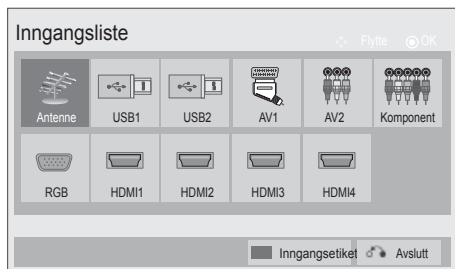 Inngangsliste
Flytte OK
Antenne USB1 USB2 AV1 AV2 Komponent
RGB HDMI1 HDMI2 HDMI3 HDMI4
Inngangsetiket Avslutt